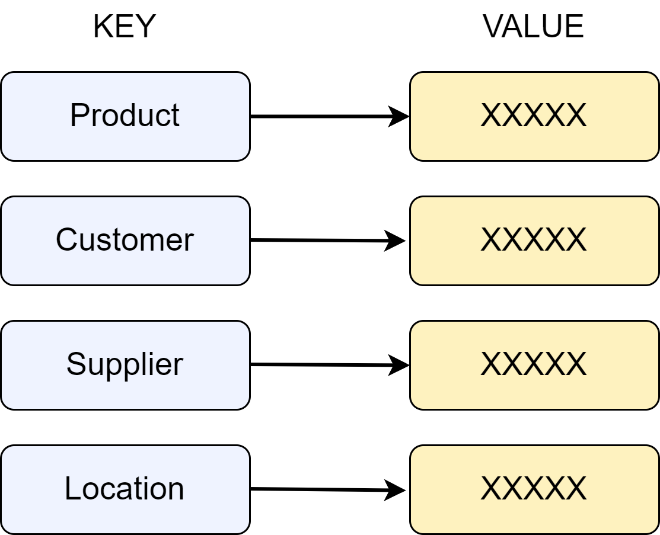 KEY VALUE
Product XXXXX
Customer XXXXX
Supplier XXXXX
Location XXXXX